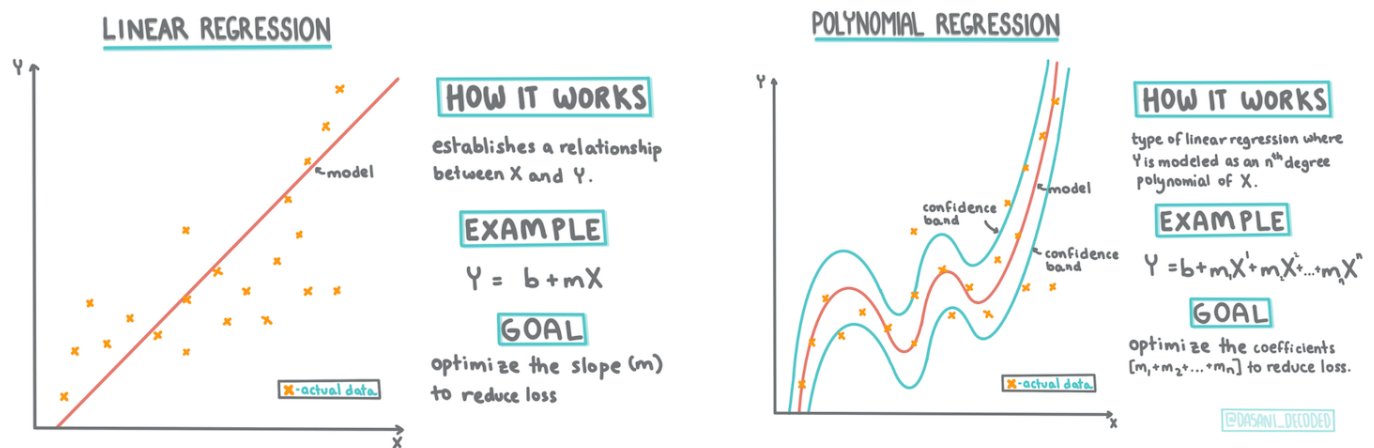 LINEAR REGRESSION
Y
model
X
X-actual data
HOW IT WORKS
establishes a relationship
between X and Y.
EXAMPLE
Y = b+mX
GOAL
optimize the slope (m)
to reduce loss
POLYNOMIAL REGRESSION
Y
confidence
band
model
confidence
band
X
X-actual data
HOW IT WORKS
type of linear regression where
Y is modeled as an nth degree
polynomial of X.
EXAMPLE
Y=b+m₁X¹+m₂X²+...+mₙXⁿ
GOAL
optimize the coefficients
[m₁+m₂+...+mₙ] to reduce loss.
@DASANI_DECODED